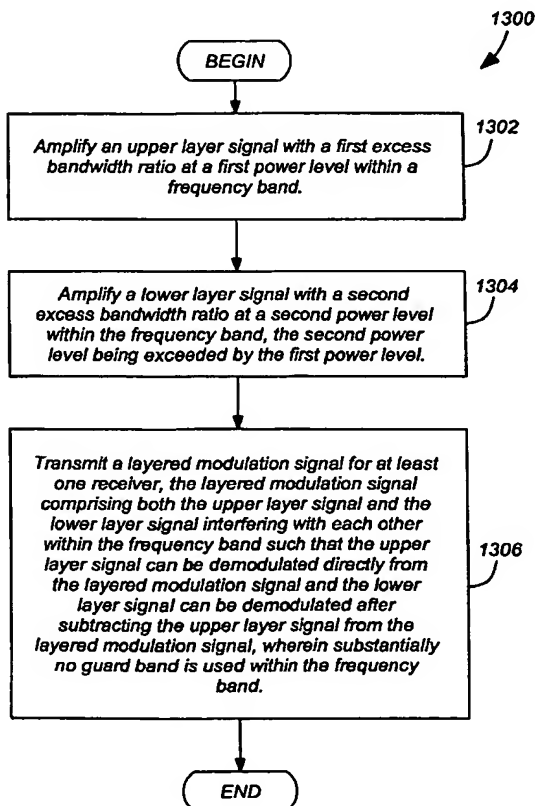 1300
BEGIN
1302
Amplify an upper layer signal with a first excess
bandwidth ratio at a first power level within a
frequency band.
1304
Amplify a lower layer signal with a second
excess bandwidth ratio at a second power level
within the frequency band, the second power
level being exceeded by the first power level.
Transmit a layered modulation signal for at least
one receiver, the layered modulation signal
comprising both the upper layer signal and the
lower layer signal interfering with each other
within the frequency band such that the upper
layer signal can be demodulated directly from
the layered modulation signal and the lower
layer signal can be demodulated after
subtracting the upper layer signal from the
layered modulation signal, wherein substantially
no guard band is used within the frequency
band.
1306
END